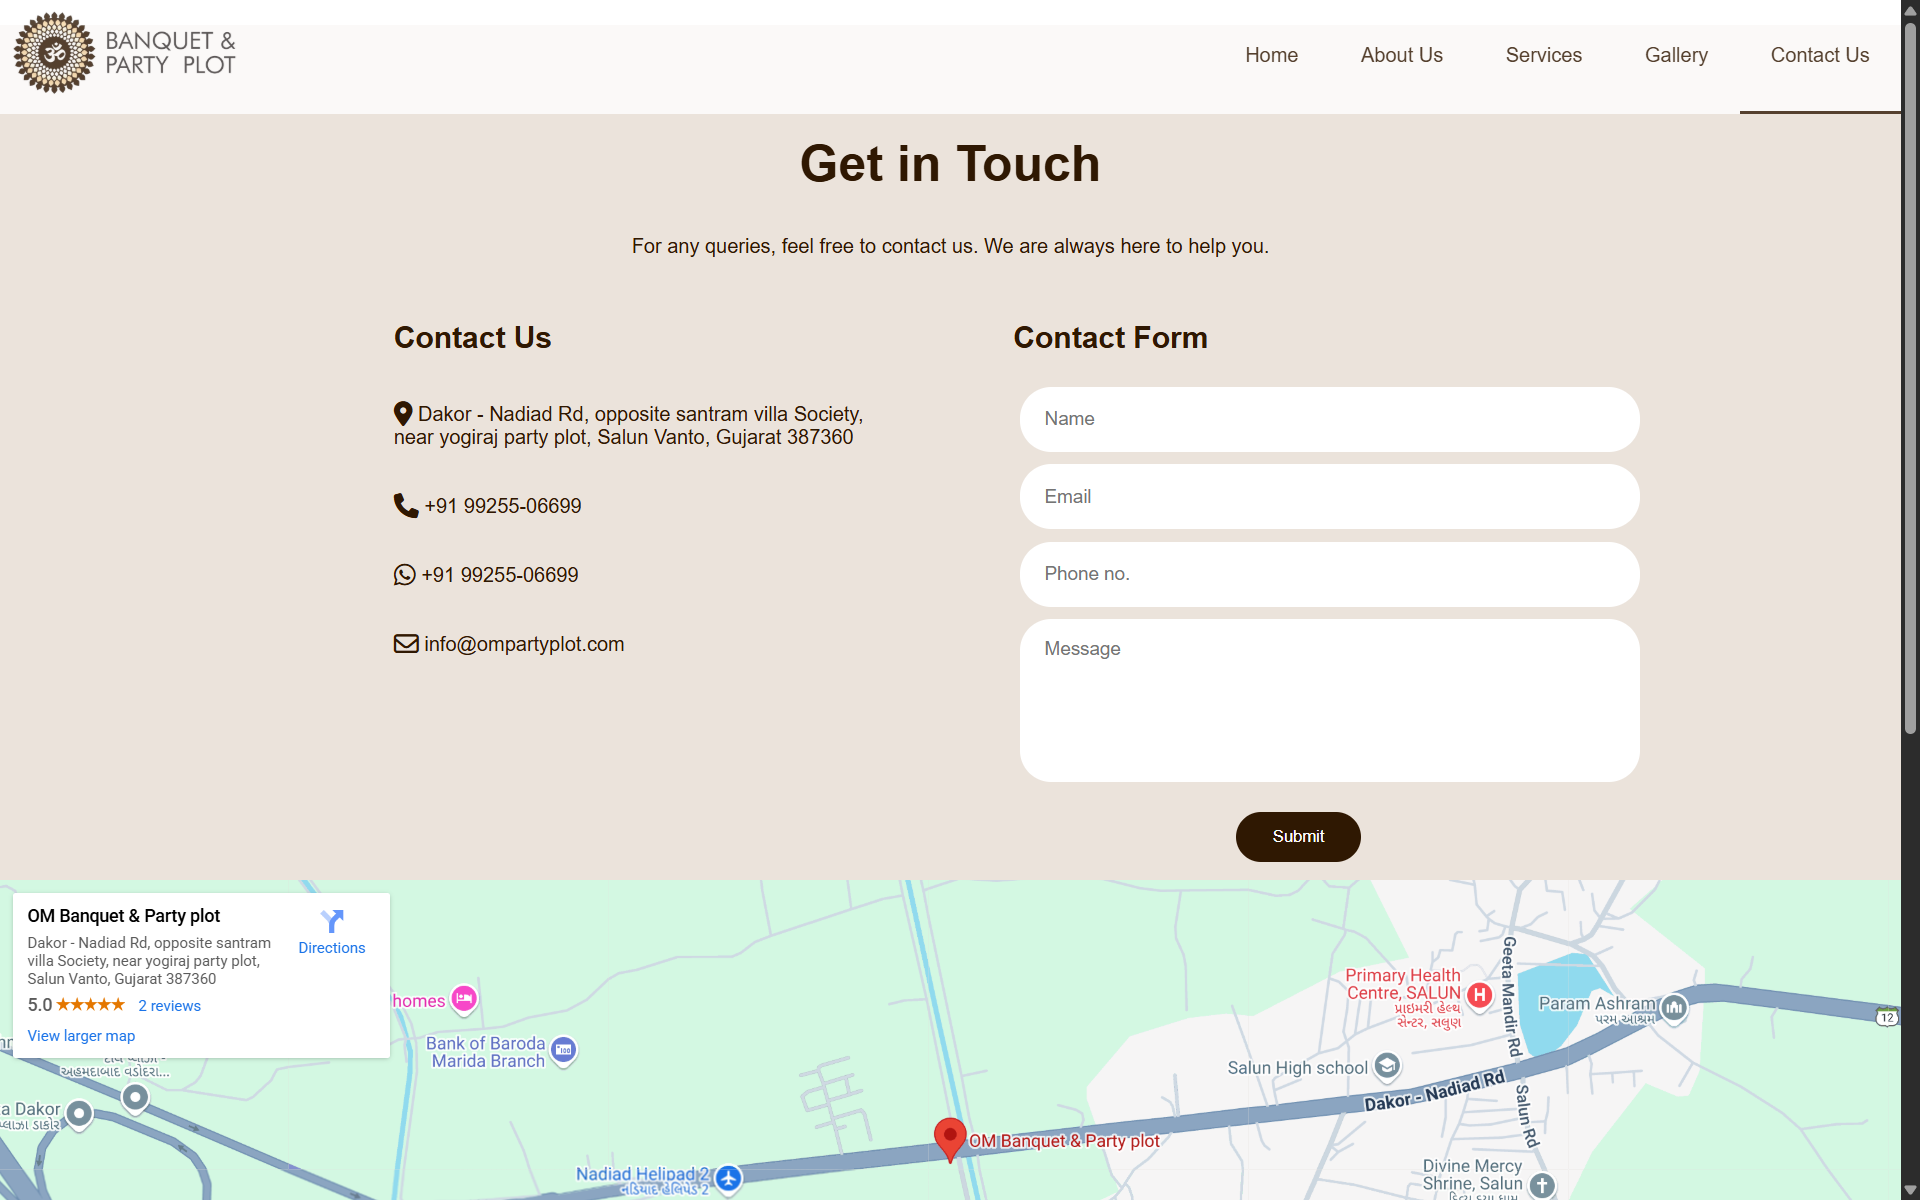 BANQUET &
PARTY PLOT
Home
About Us
Services
Gallery
Contact Us
Get in Touch
For any queries, feel free to contact us. We are always here to help you.
Contact Us
Dakor - Nadiad Rd, opposite santram villa Society,
near yogiraj party plot, Salun Vanto, Gujarat 387360
+91 99255-06699
+91 99255-06699
info@ompartyplot.com
Contact Form
Name
Email
Phone no.
Message
Submit
OM Banquet & Party plot
Dakor - Nadiad Rd, opposite santram
villa Society, near yogiraj party plot,
Salun Vanto, Gujarat 387360
5.0
2 reviews
View larger map
Directions
homes
Bank of Baroda
Marida Branch
અહમદાબાદ વડોદરા...
a Dakor
Primary Health
Centre, SALUN
પ્રાઇમરી હેલ્થ
સેન્ટર, સલુણ
Geeta Mandir Rd
Param Ashram
પરમ આશ્રમ
12
Salun High school
Dakor - Nadiad Rd
Salun Rd
OM Banquet & Party plot
Nadiad Helipad 2
નડિયાદ હેલિપેડ 2
Divine Mercy
Shrine, Salun